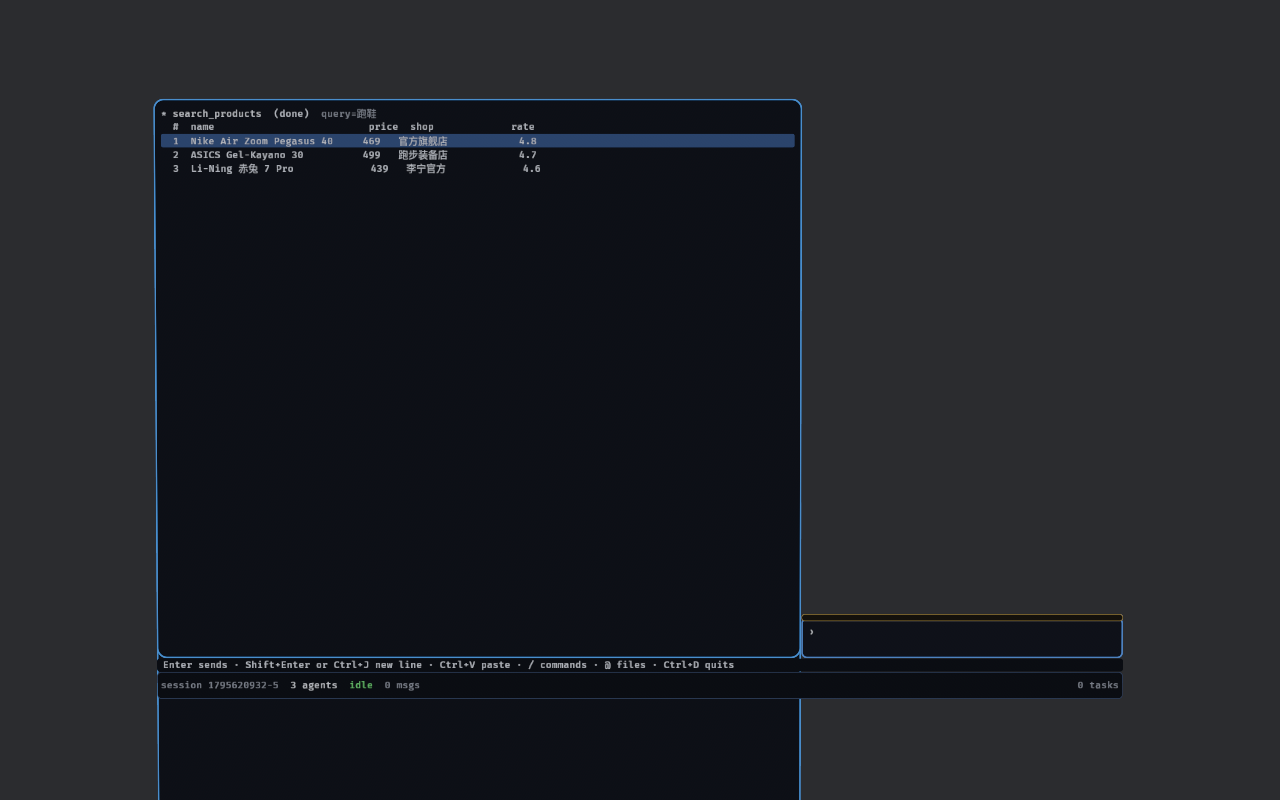 * search_products (done) query=跑鞋
# name price shop rate
1 Nike Air Zoom Pegasus 40 469 官方旗舰店 4.8
2 ASICS Gel-Kayano 30 499 跑步装备店 4.7
3 Li-Ning 赤兔 7 Pro 439 李宁官方 4.6
›
Enter sends · Shift+Enter or Ctrl+J new line · Ctrl+V paste · / commands · @ files · Ctrl+D quits
session 1795620932-5 3 agents idle 0 msgs 0 tasks